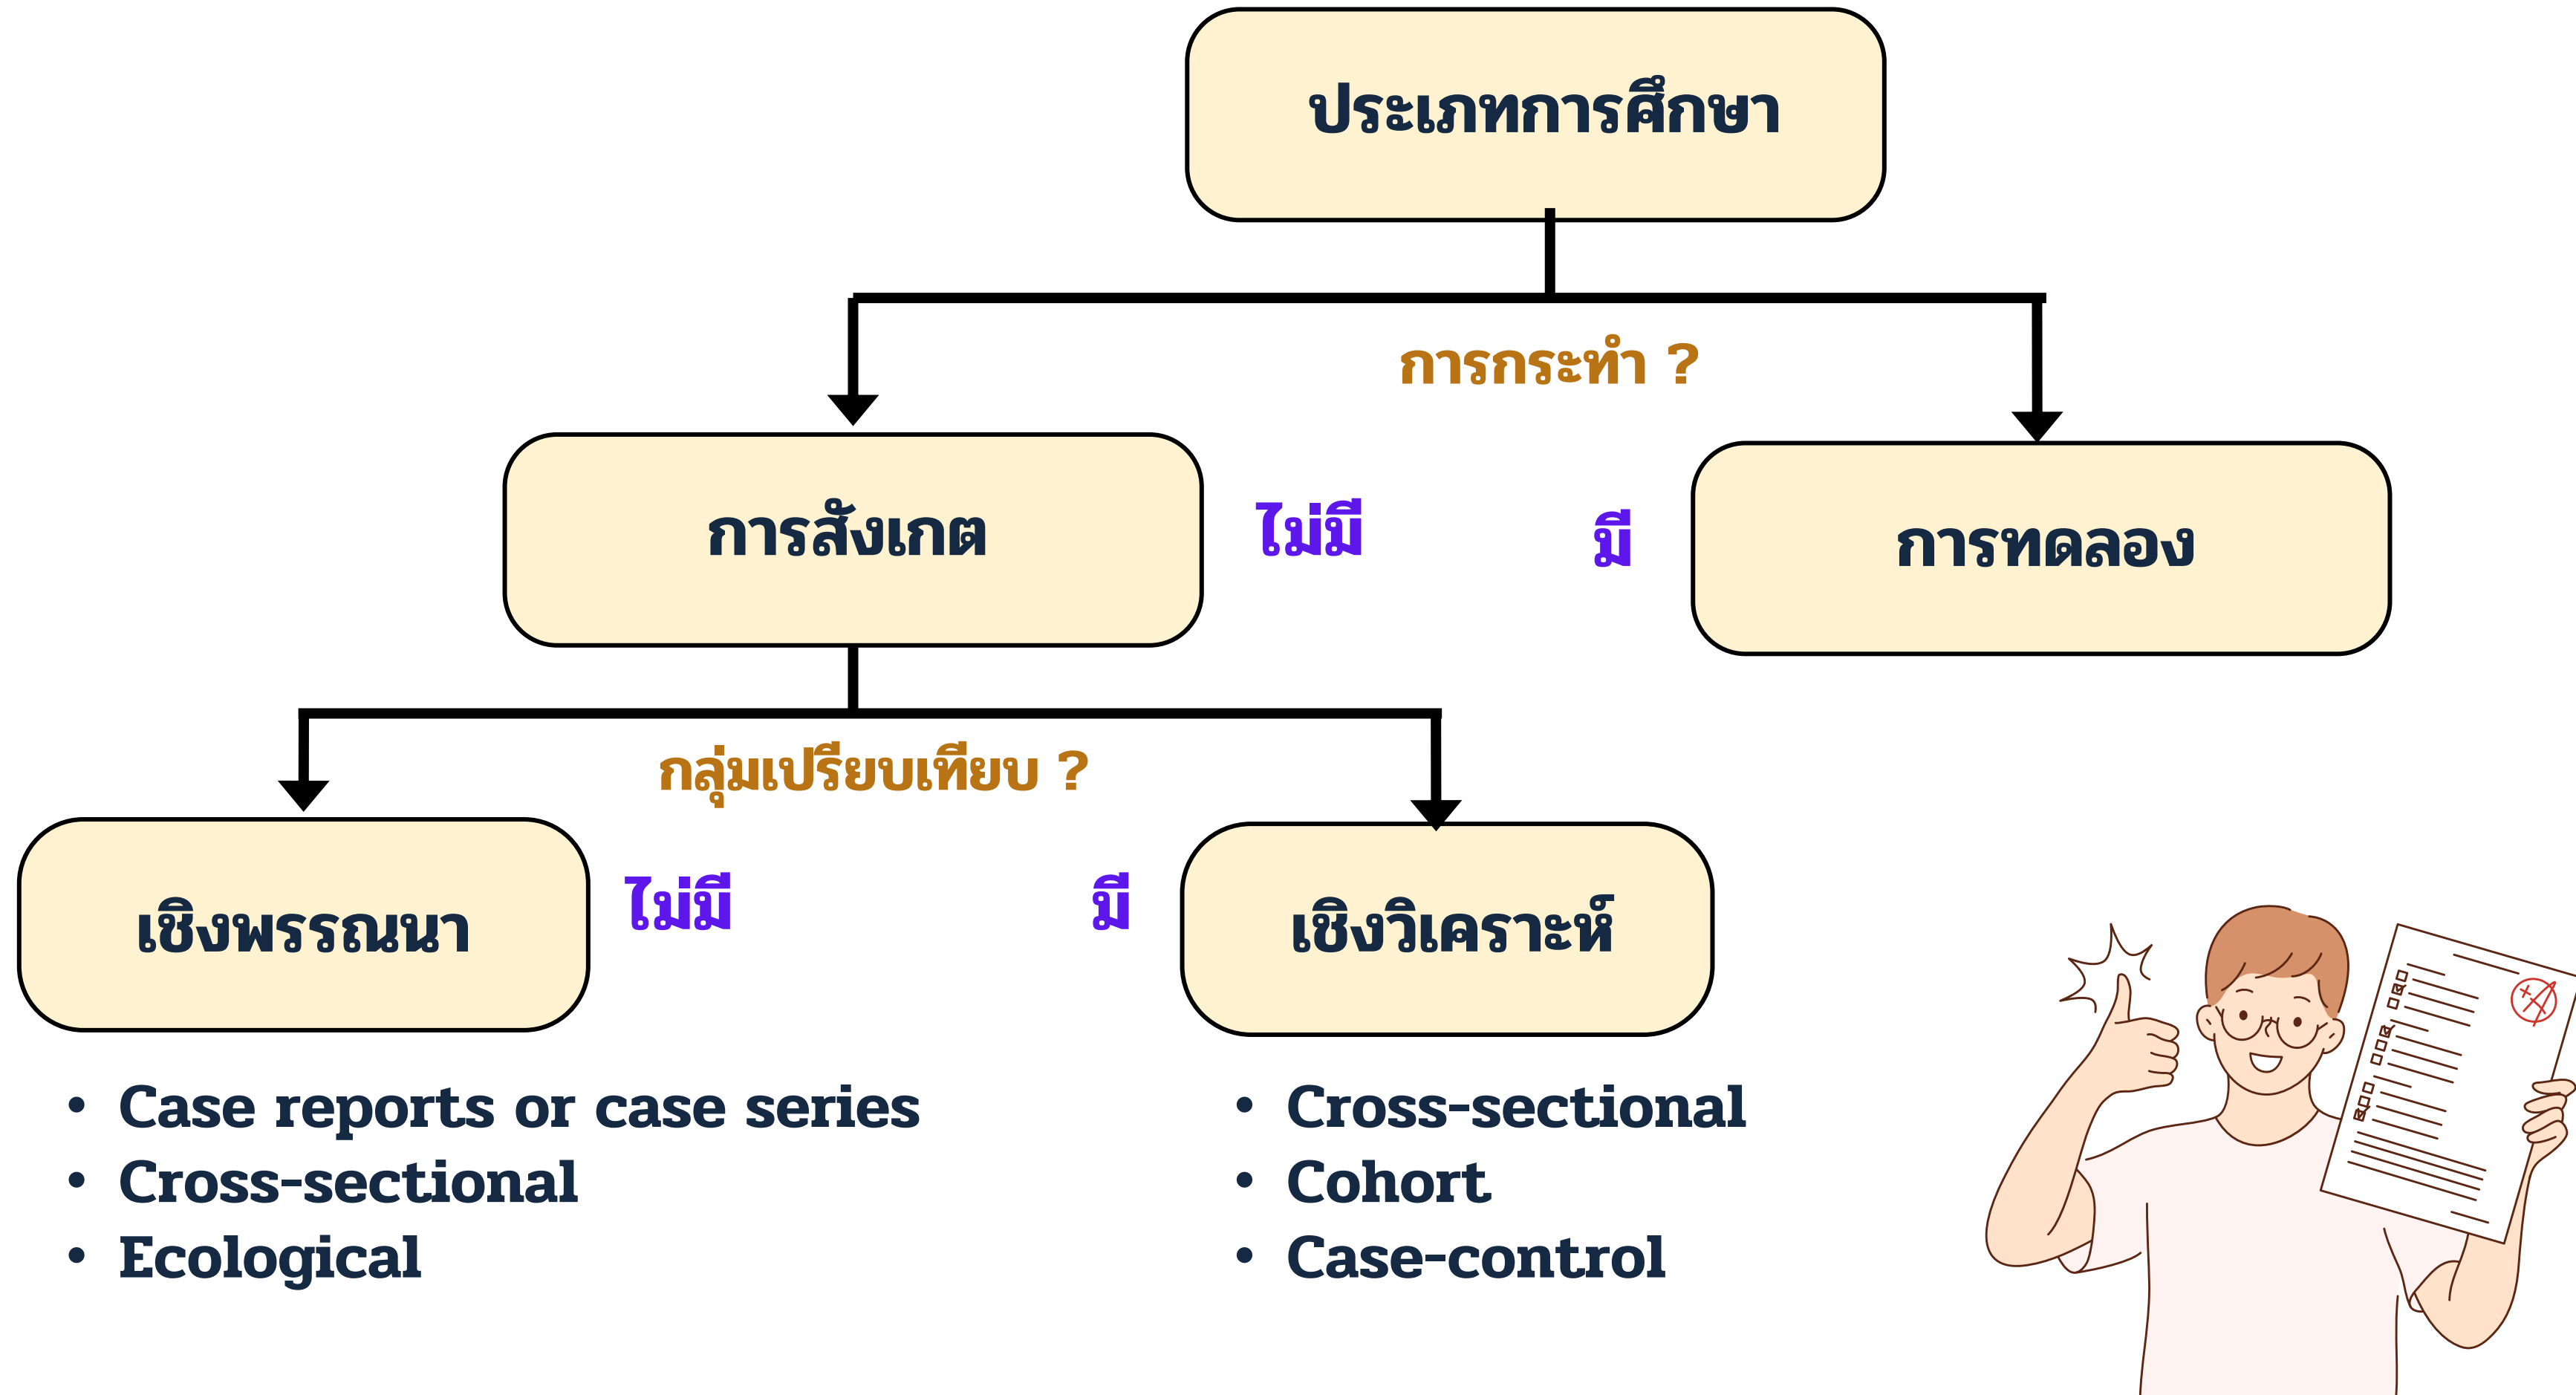 ประเภทการศึกษา
การกระทำ ?
การสังเกต
ไม่มี
มี
การทดลอง
กลุ่มเปรียบเทียบ ?
เชิงพรรณนา
ไม่มี
มี
เชิงวิเคราะห์
• Case reports or case series
• Cross-sectional
• Ecological
• Cross-sectional
• Cohort
• Case-control
A+